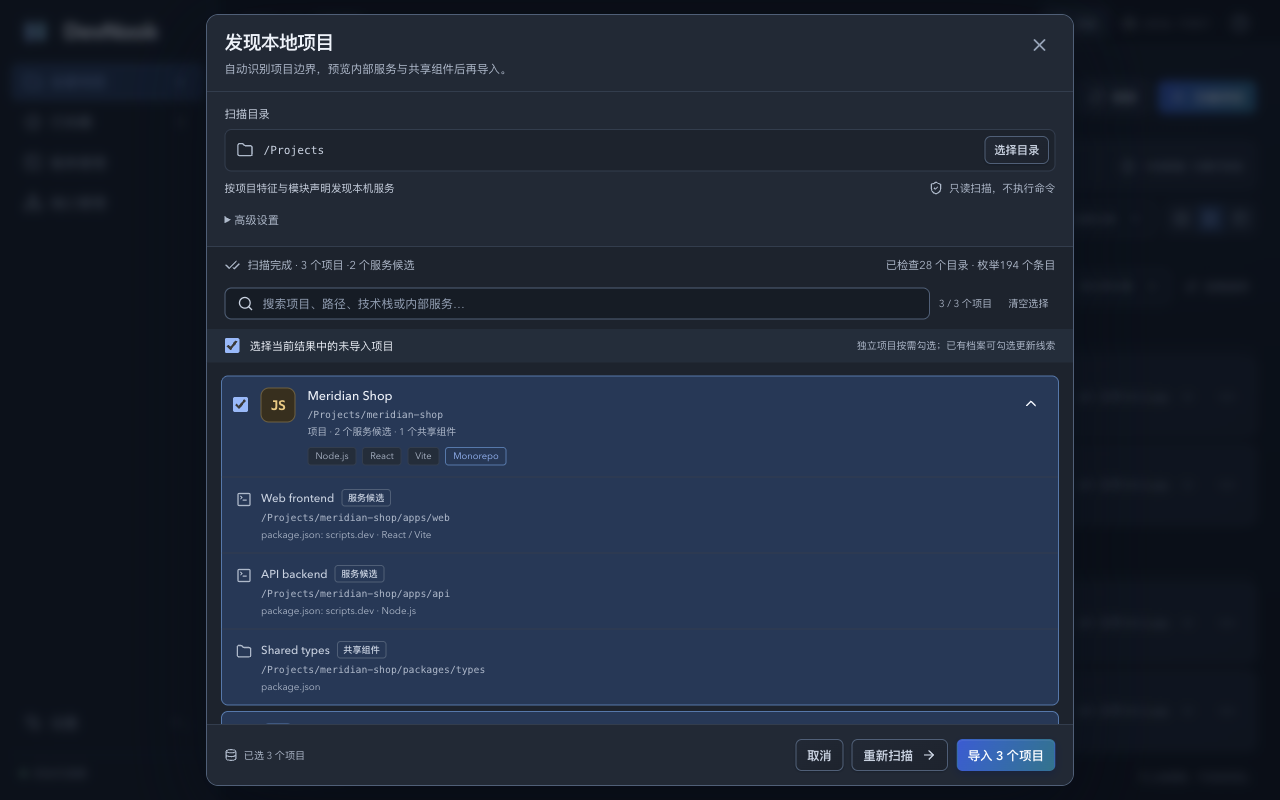 发现本地项目
自动识别项目边界，预览内部服务与共享组件后再导入。
扫描目录
/Projects
选择目录
按项目特征与模块声明发现本机服务
只读扫描，不执行命令
高级设置
扫描完成 · 3 个项目 ·2 个服务候选
已检查28 个目录 · 枚举194 个条目
搜索项目、路径、技术栈或内部服务…
3 / 3 个项目
清空选择
选择当前结果中的未导入项目
独立项目按需勾选；已有档案可勾选更新线索
JS
Meridian Shop
/Projects/meridian-shop
项目 · 2 个服务候选 · 1 个共享组件
Node.js
React
Vite
Monorepo
Web frontend
服务候选
/Projects/meridian-shop/apps/web
package.json: scripts.dev · React / Vite
API backend
服务候选
/Projects/meridian-shop/apps/api
package.json: scripts.dev · Node.js
Shared types
共享组件
/Projects/meridian-shop/packages/types
package.json
已选 3 个项目
取消
重新扫描
导入 3 个项目